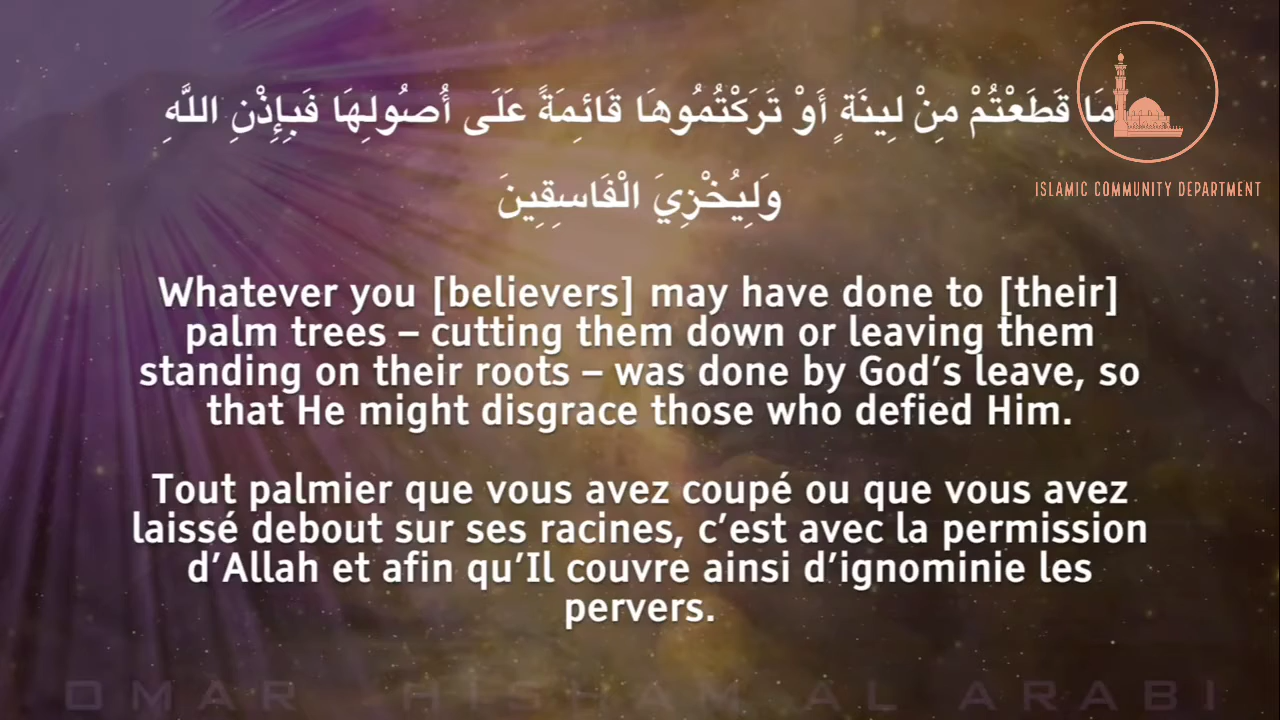 مَا قَطَعْتُمْ مِنْ لِينَةٍ أَوْ تَرَكْتُمُوهَا قَائِمَةً عَلَى أُصُولِهَا فَبِإِذْنِ اللَّهِ
وَلِيُخْزِيَ الْفَاسِقِينَ
ISLAMIC COMMUNITY DEPARTMENT
Whatever you [believers] may have done to [their]
palm trees – cutting them down or leaving them
standing on their roots – was done by God’s leave, so
that He might disgrace those who defied Him.
Tout palmier que vous avez coupé ou que vous avez
laissé debout sur ses racines, c’est avec la permission
d’Allah et afin qu’Il couvre ainsi d’ignominie les
pervers.
OMAR HISHAM AL ARABI